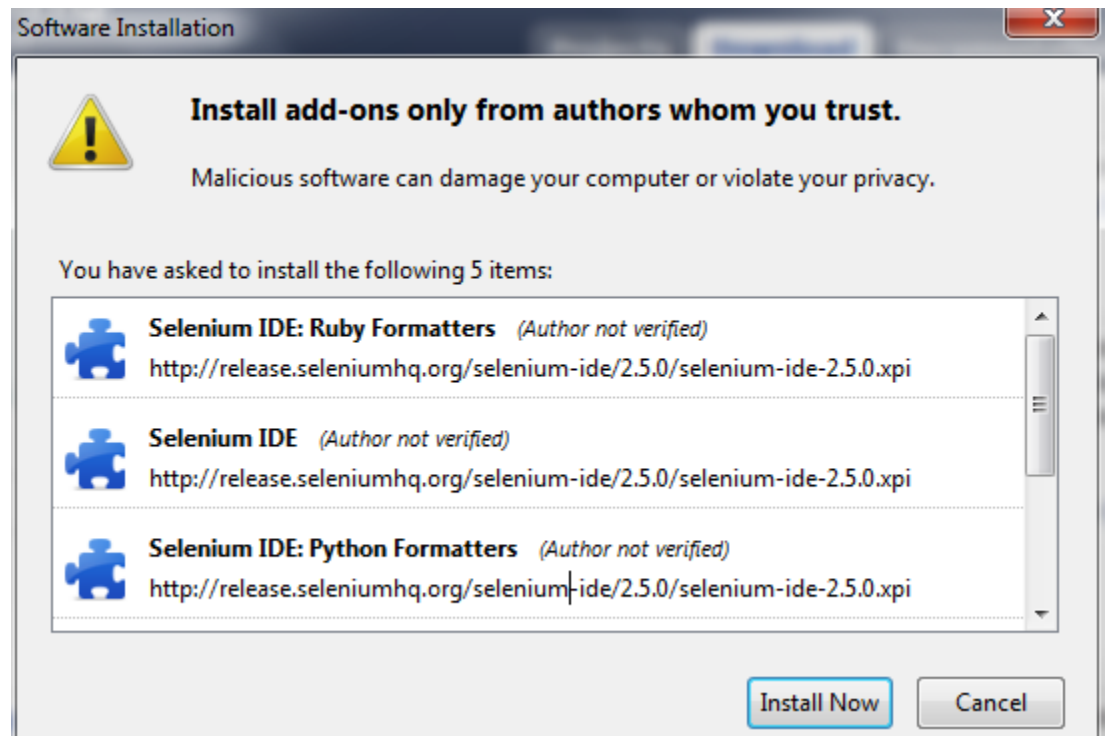 Software Installation
Install add-ons only from authors whom you trust.
Malicious software can damage your computer or violate your privacy.
You have asked to install the following 5 items:
Selenium IDE: Ruby Formatters (Author not verified)
http://release.seleniumhq.org/selenium-ide/2.5.0/selenium-ide-2.5.0.xpi
Selenium IDE (Author not verified)
http://release.seleniumhq.org/selenium-ide/2.5.0/selenium-ide-2.5.0.xpi
Selenium IDE: Python Formatters (Author not verified)
http://release.seleniumhq.org/selenium-ide/2.5.0/selenium-ide-2.5.0.xpi
Install Now Cancel